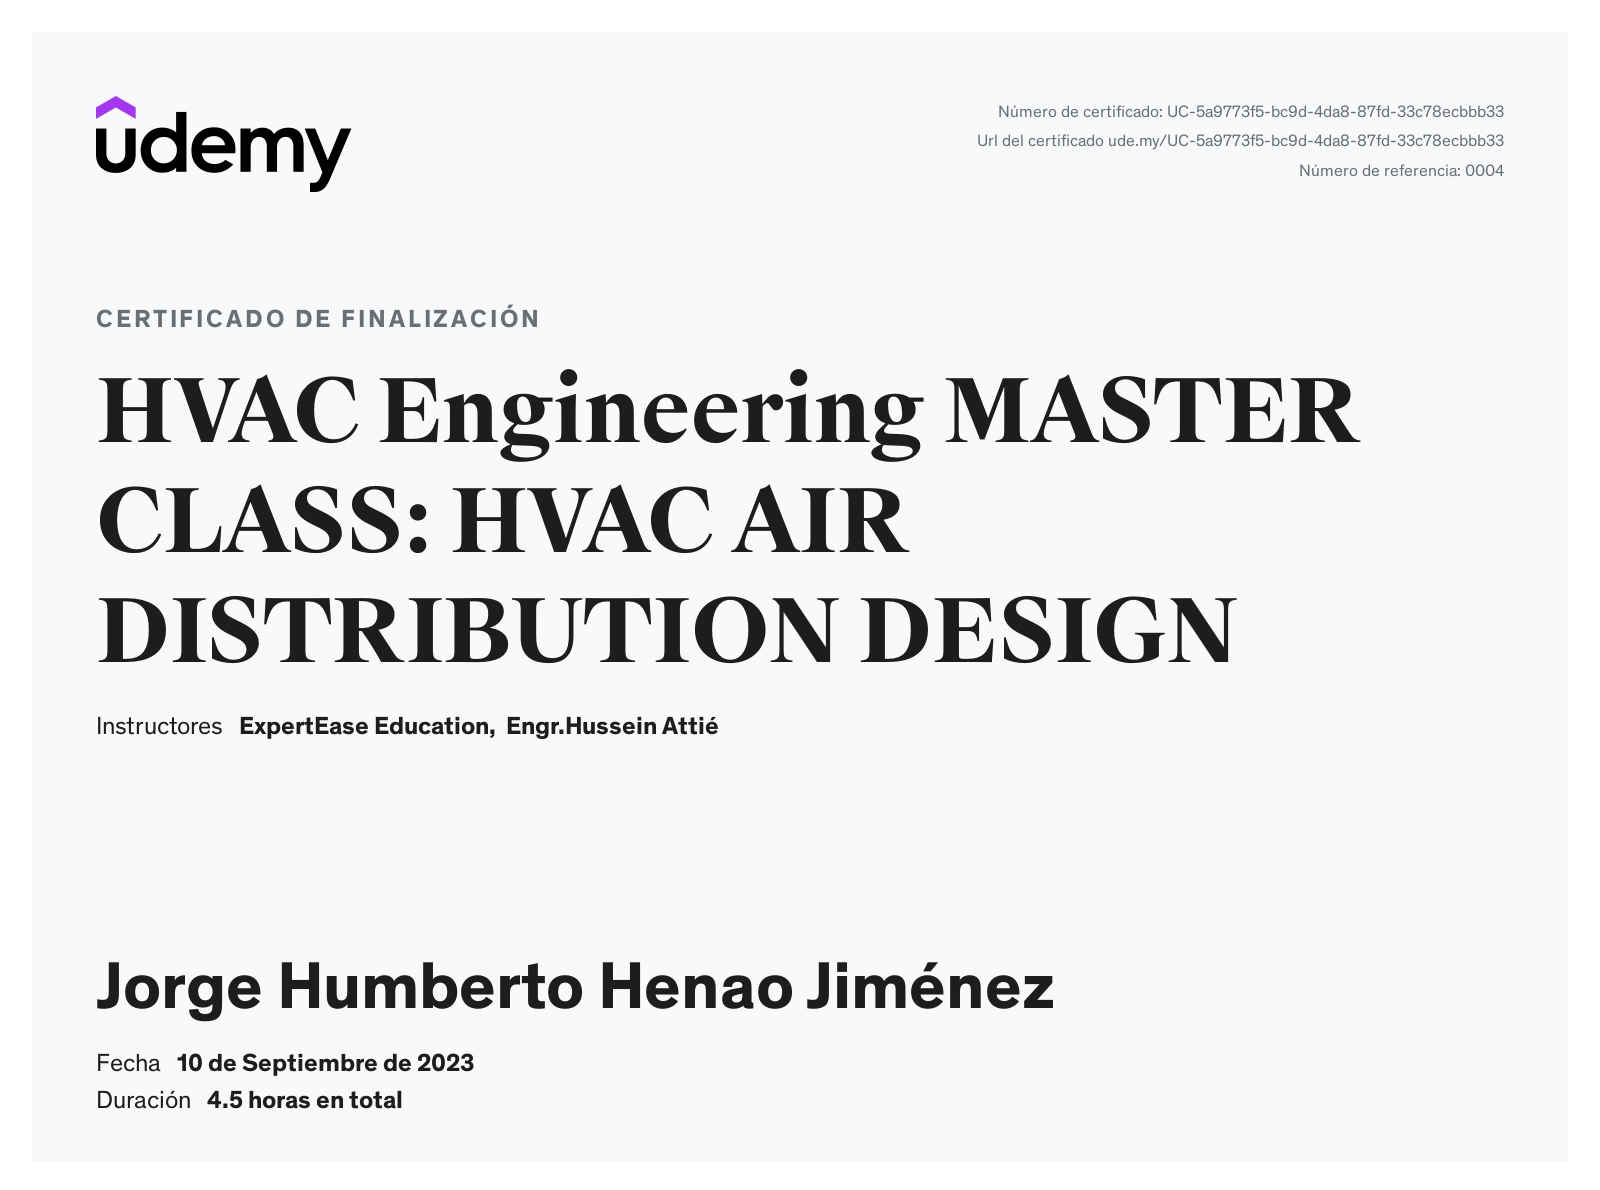 udemy
Número de certificado: UC-5a9773f5-bc9d-4da8-87fd-33c78ecbbb33
Url del certificado ude.my/UC-5a9773f5-bc9d-4da8-87fd-33c78ecbbb33
Número de referencia: 0004
CERTIFICADO DE FINALIZACIÓN
HVAC Engineering MASTER
CLASS: HVAC AIR
DISTRIBUTION DESIGN
Instructores ExpertEase Education, Engr.Hussein Attié
Jorge Humberto Henao Jiménez
Fecha 10 de Septiembre de 2023
Duración 4.5 horas en total